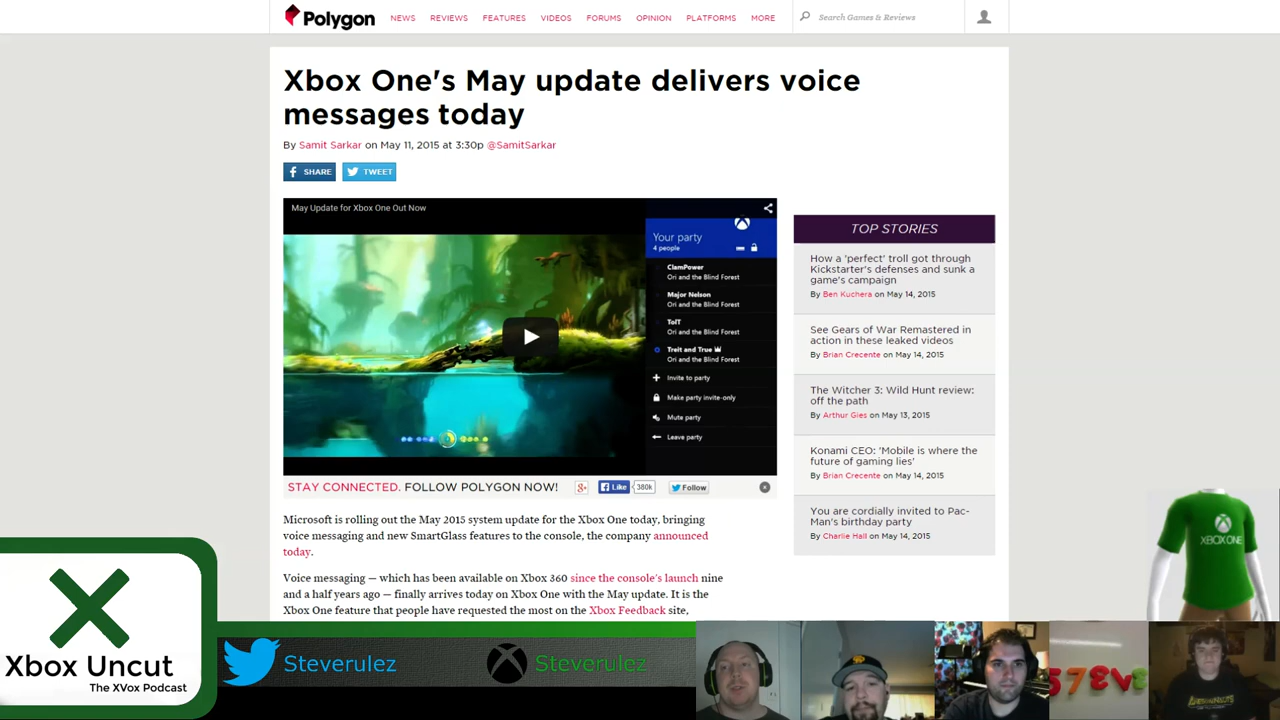 Polygon
NEWS REVIEWS FEATURES VIDEOS FORUMS OPINION PLATFORMS MORE
Search Games & Reviews
Xbox One's May update delivers voice
messages today
By Samit Sarkar on May 11, 2015 at 3:30p @SamitSarkar
SHARE TWEET
May Update for Xbox One Out Now
Your party
4 people
ClamPower
Ori and the Blind Forest
Major Nelson
Ori and the Blind Forest
ToiT
Ori and the Blind Forest
Trait and True
Ori and the Blind Forest
Invite to party
Make party invite-only
Mute party
Leave party
STAY CONNECTED. FOLLOW POLYGON NOW! Like 380k Follow
Microsoft is rolling out the May 2015 system update for the Xbox One today, bringing
voice messaging and new SmartGlass features to the console, the company announced
today.
Voice messaging — which has been available on Xbox 360 since the console's launch nine
and a half years ago — finally arrives today on Xbox One with the May update. It is the
Xbox One feature that people have requested the most on the Xbox Feedback site,
TOP STORIES
How a 'perfect' troll got through
Kickstarter's defenses and sunk a
game's campaign
By Ben Kuchera on May 14, 2015
See Gears of War Remastered in
action in these leaked videos
By Brian Crecente on May 14, 2015
The Witcher 3: Wild Hunt review:
off the path
By Arthur Gies on May 13, 2015
Konami CEO: 'Mobile is where the
future of gaming lies'
By Brian Crecente on May 14, 2015
You are cordially invited to Pac-
Man's birthday party
By Charlie Hall on May 14, 2015
XBOX ONE
Xbox Uncut
The XVox Podcast
Steverulez
Steverulez